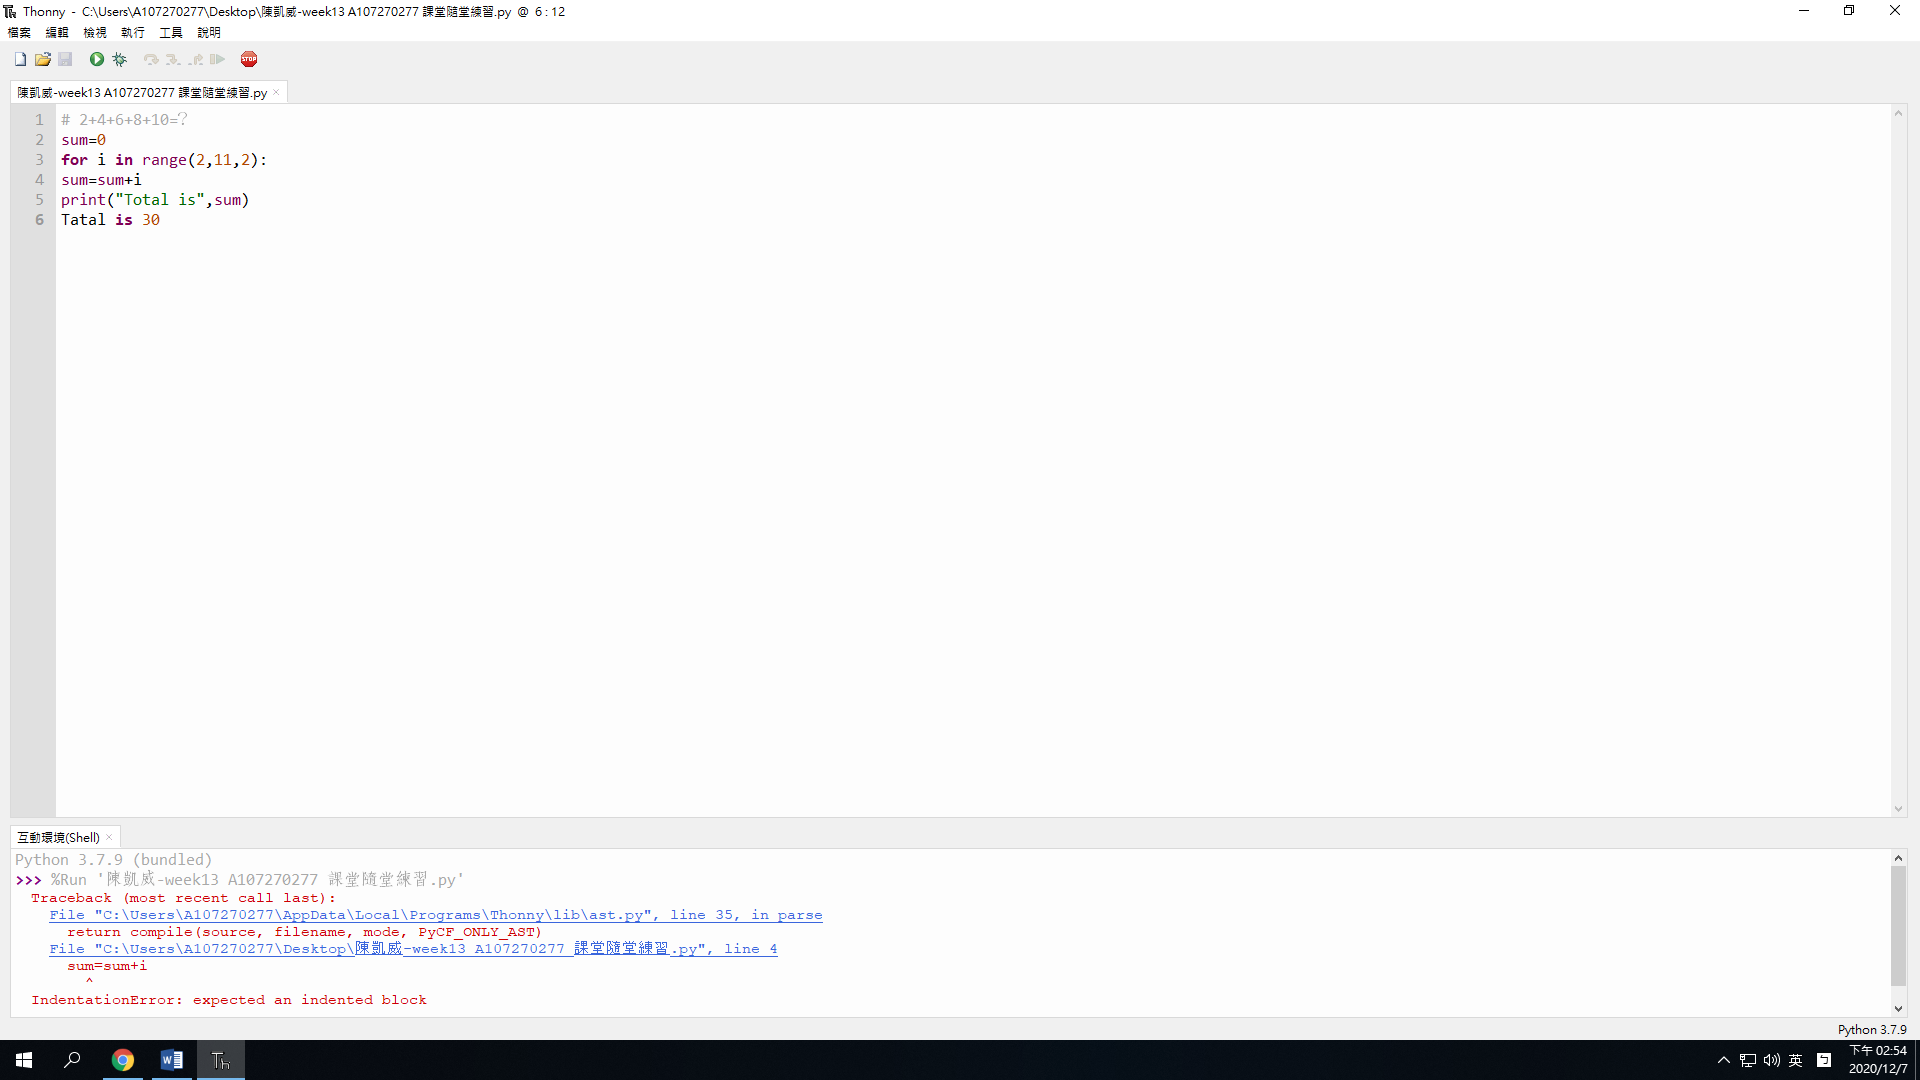 Thonny - C:\Users\A107270277\Desktop\陳凱威-week13 A107270277 課堂隨堂練習.py @ 6 : 12
檔案 編輯 檢視 執行 工具 說明
STOP
陳凱威-week13 A107270277 課堂隨堂練習.py ×
1 # 2+4+6+8+10=？
2 sum=0
3 for i in range(2,11,2):
4 sum=sum+i
5 print("Total is",sum)
6 Tatal is 30
互動環境(Shell) ×
Python 3.7.9 (bundled)
>>> %Run '陳凱威-week13 A107270277 課堂隨堂練習.py'
Traceback (most recent call last):
File "C:\Users\A107270277\AppData\Local\Programs\Thonny\lib\ast.py", line 35, in parse
return compile(source, filename, mode, PyCF_ONLY_AST)
File "C:\Users\A107270277\Desktop\陳凱威-week13 A107270277 課堂隨堂練習.py", line 4
sum=sum+i
^
IndentationError: expected an indented block
Python 3.7.9
英 ㄅ 下午 02:54
2020/12/7